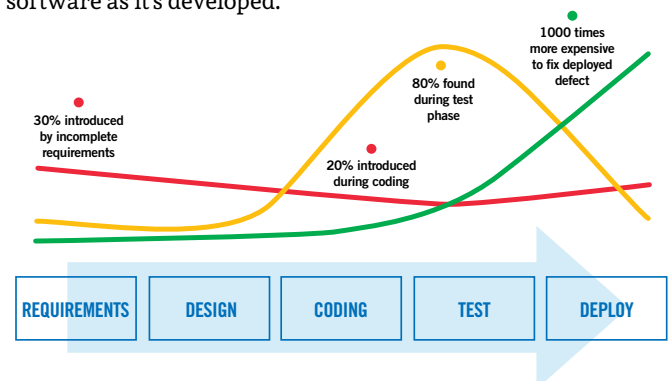 software as it's developed.
1000 times
more expensive
to fix deployed
defect
80% found
during test
phase
30% introduced
by incomplete
requirements
20% introduced
during coding
REQUIREMENTS
DESIGN
CODING
TEST
DEPLOY